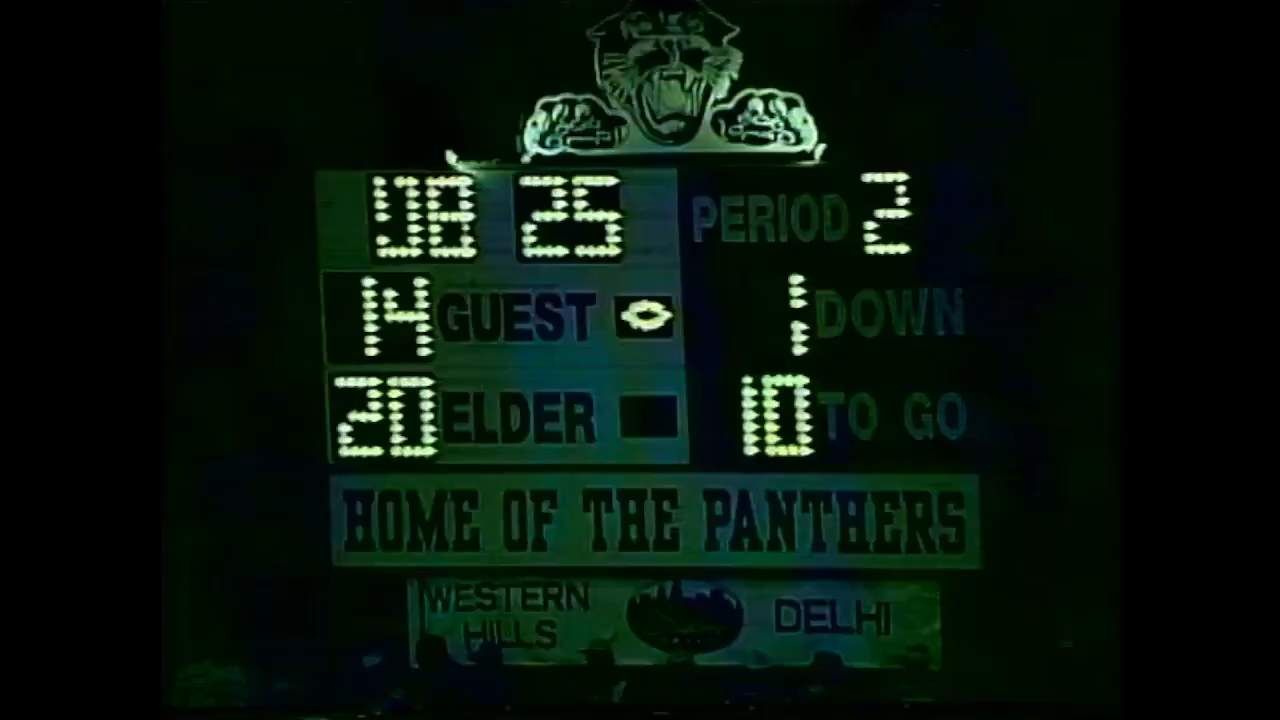 08 25 PERIOD 2
14 GUEST 1 DOWN
20 ELDER 10 TO GO
HOME OF THE PANTHERS
WESTERN HILLS DELHI